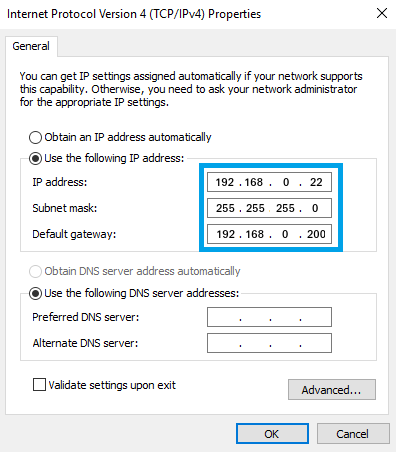 Internet Protocol Version 4 (TCP/IPv4) Properties
General
You can get IP settings assigned automatically if your network supports
this capability. Otherwise, you need to ask your network administrator
for the appropriate IP settings.
Obtain an IP address automatically
Use the following IP address:
IP address: 192 . 168 . 0 . 22
Subnet mask: 255 . 255 255 . 0
Default gateway: 192 . 168 . 0 . 200
Obtain DNS server address automatically
Use the following DNS server addresses:
Preferred DNS server: . . .
Alternate DNS server: . . .
Validate settings upon exit
Advanced...
OK Cancel